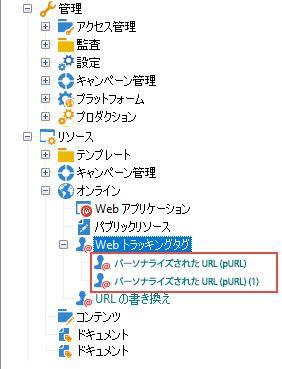 管理
アクセス管理
監査
設定
キャンペーン管理
プラットフォーム
プロダクション
リソース
テンプレート
キャンペーン管理
オンライン
Web アプリケーション
パブリックリソース
Web トラッキングタグ
パーソナライズされた URL (pURL)
パーソナライズされた URL (pURL) (1)
URL の書き換え
コンテンツ
ドキュメント
ドキュメント